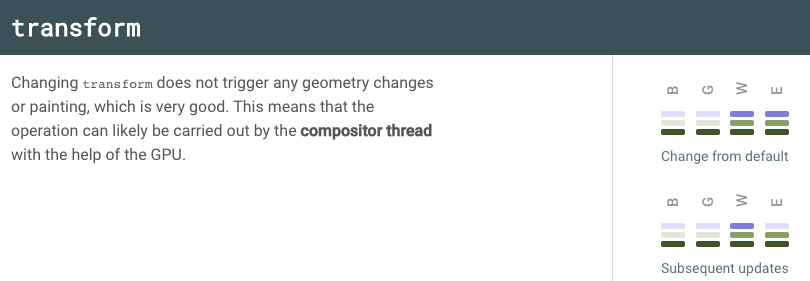 transform
Changing transform does not trigger any geometry changes
or painting, which is very good. This means that the
operation can likely be carried out by the compositor thread
with the help of the GPU.
B G W E
Change from default
B G W E
Subsequent updates